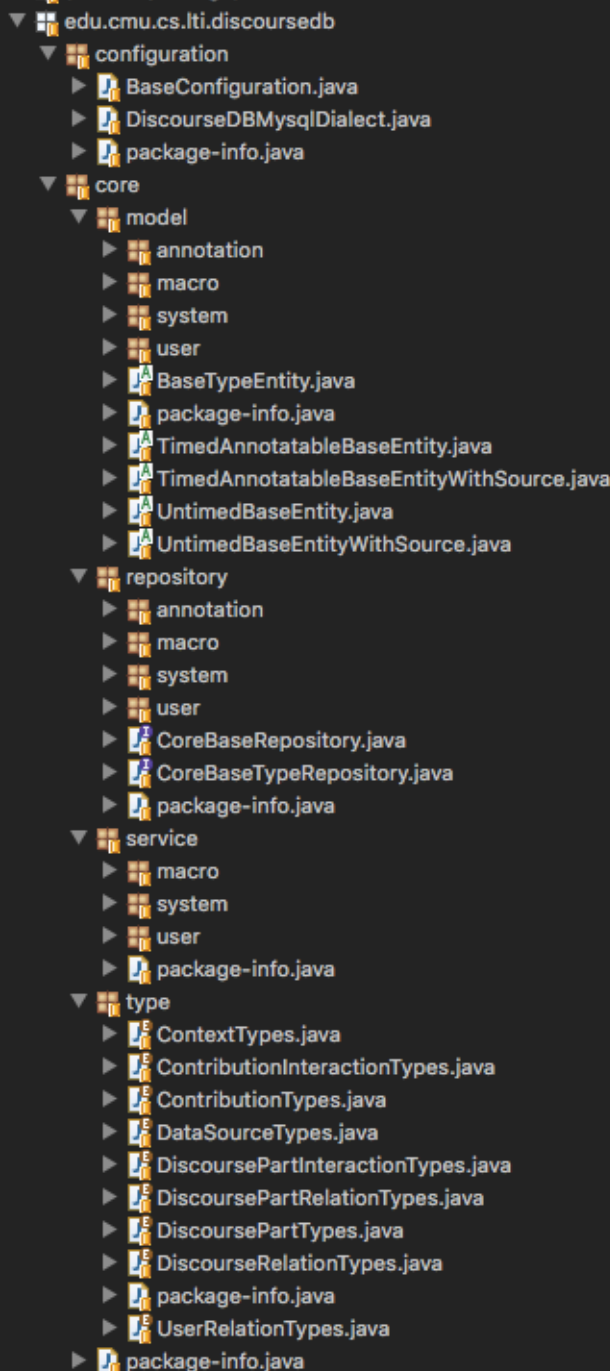 edu.cmu.cs.lti.discoursedb
configuration
BaseConfiguration.java
DiscourseDBMysqlDialect.java
package-info.java
core
model
annotation
macro
system
user
BaseTypeEntity.java
package-info.java
TimedAnnotatableBaseEntity.java
TimedAnnotatableBaseEntityWithSource.java
UntimedBaseEntity.java
UntimedBaseEntityWithSource.java
repository
annotation
macro
system
user
CoreBaseRepository.java
CoreBaseTypeRepository.java
package-info.java
service
macro
system
user
package-info.java
type
ContextTypes.java
ContributionInteractionTypes.java
ContributionTypes.java
DataSourceTypes.java
DiscoursePartInteractionTypes.java
DiscoursePartRelationTypes.java
DiscoursePartTypes.java
DiscourseRelationTypes.java
package-info.java
UserRelationTypes.java
package-info.java